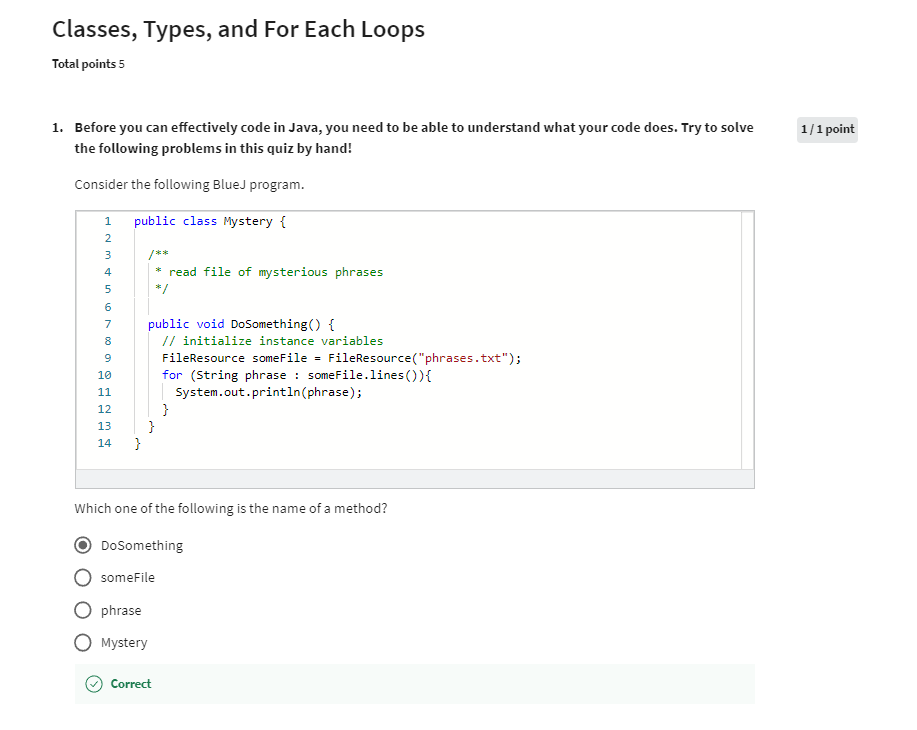 Classes, Types, and For Each Loops
Total points 5
1. Before you can effectively code in Java, you need to be able to understand what your code does. Try to solve
the following problems in this quiz by hand!
1 / 1 point
Consider the following BlueJ program.
1 public class Mystery {
2
3 /**
4 * read file of mysterious phrases
5 */
6
7 public void DoSomething() {
8 // initialize instance variables
9 FileResource someFile = FileResource("phrases.txt");
10 for (String phrase : someFile.lines()){
11 System.out.println(phrase);
12 }
13 }
14 }
Which one of the following is the name of a method?
DoSomething
someFile
phrase
Mystery
Correct